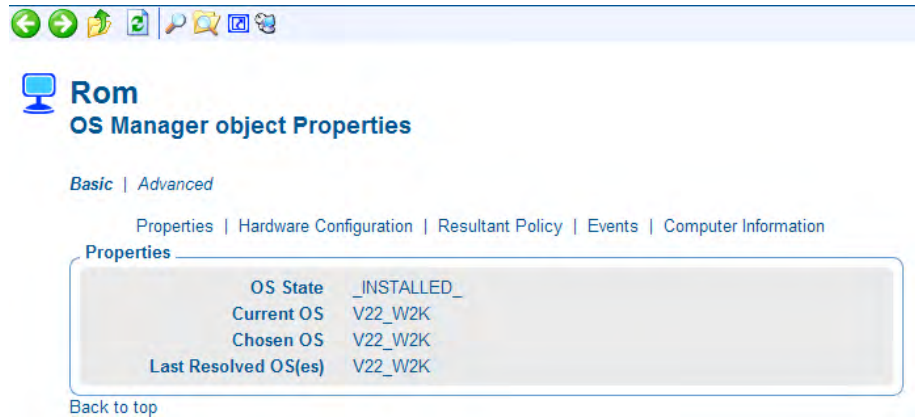 Rom
OS Manager object Properties
Basic | Advanced
Properties | Hardware Configuration | Resultant Policy | Events | Computer Information
Properties
OS State _INSTALLED_
Current OS V22_W2K
Chosen OS V22_W2K
Last Resolved OS(es) V22_W2K
Back to top